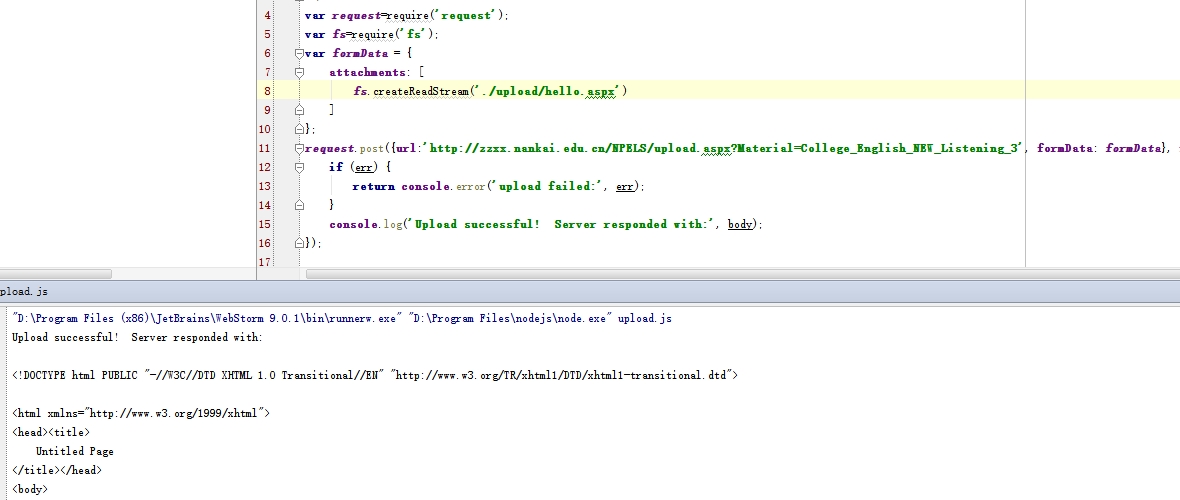 4 var request=require('request');
5 var fs=require('fs');
6 var formData = {
7 attachments: [
8 fs.createReadStream('./upload/hello.aspx')
9 ]
10 };
11 request.post({url:'http://zzxx.nankai.edu.cn/NPELS/upload.aspx?Material=College_English_NEW_Listening_3', formData: formData},
12 if (err) {
13 return console.error('upload failed:', err);
14 }
15 console.log('Upload successful!  Server responded with:', body);
16 });
17
pload.js
"D:\Program Files (x86)\JetBrains\WebStorm 9.0.1\bin\runnerw.exe" "D:\Program Files\nodejs\node.exe" upload.js
Upload successful!  Server responded with:
<!DOCTYPE html PUBLIC "-//W3C//DTD XHTML 1.0 Transitional//EN" "http://www.w3.org/TR/xhtml1/DTD/xhtml1-transitional.dtd">
<html xmlns="http://www.w3.org/1999/xhtml">
<head><title>
Untitled Page
</title></head>
<body>